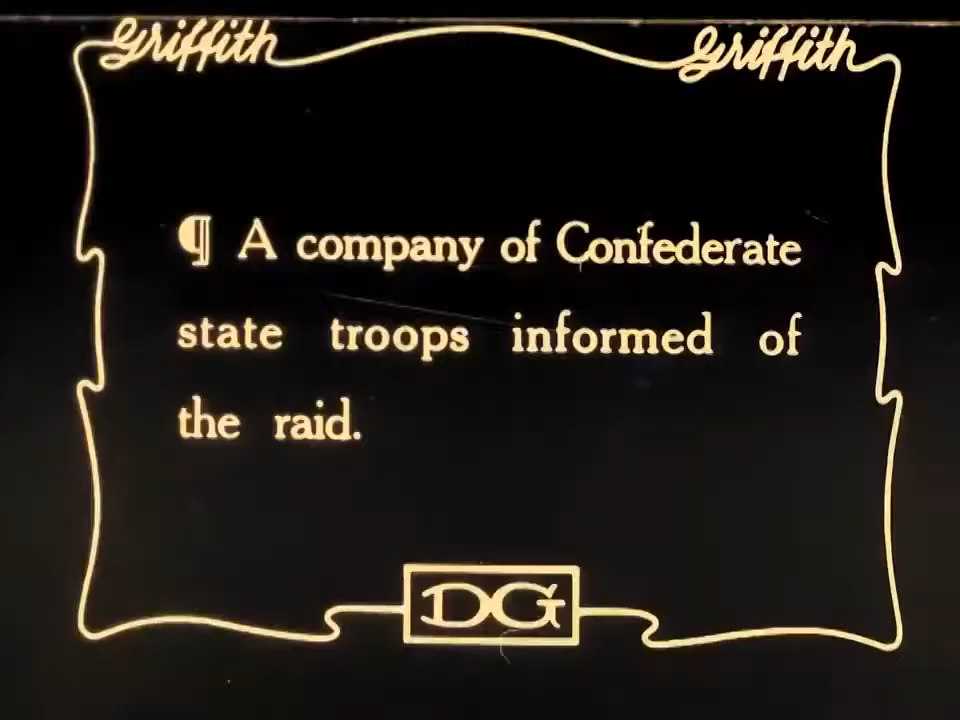 Griffith Griffith
¶ A company of Confederate
state troops informed of
the raid.
DG